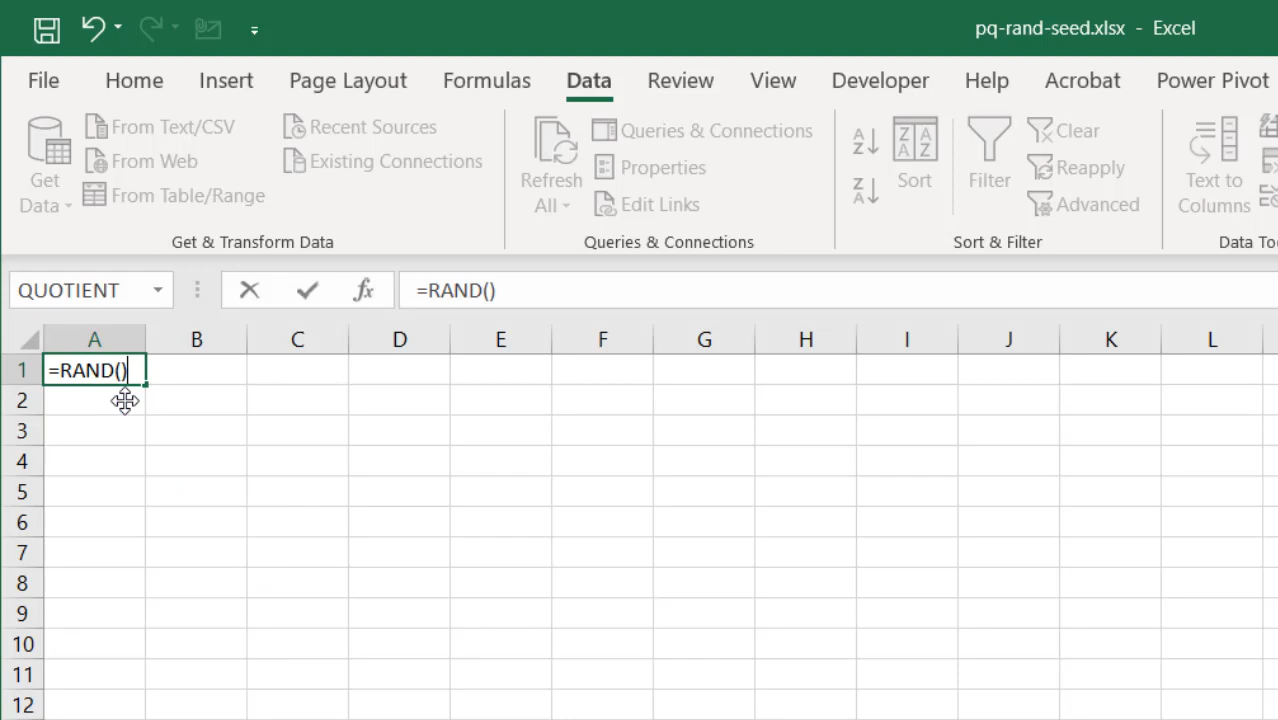 pq-rand-seed.xlsx - Excel
File Home Insert Page Layout Formulas Data Review View Developer Help Acrobat Power Pivot
Get Data
From Text/CSV
From Web
From Table/Range
Recent Sources
Existing Connections
Get & Transform Data
Refresh All
Queries & Connections
Properties
Edit Links
Queries & Connections
A Z
Z A
Z A A Z
Sort
Filter
Clear
Reapply
Advanced
Sort & Filter
Text to Columns
QUOTIENT fx =RAND()
A B C D E F G H I J K L
1 =RAND()
2
3
4
5
6
7
8
9
10
11
12